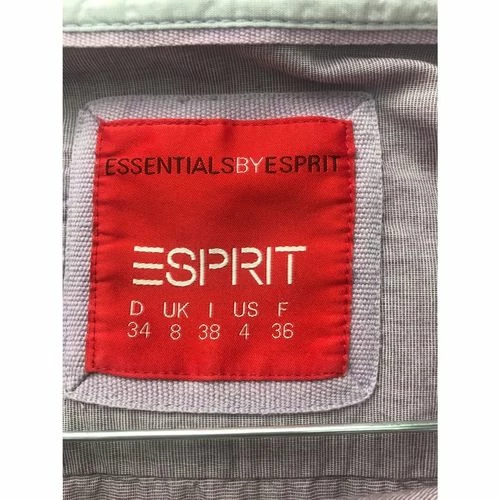 ESSENTIALSBYESPRIT
ESPRIT
D UK I US F
34 8 38 4 36